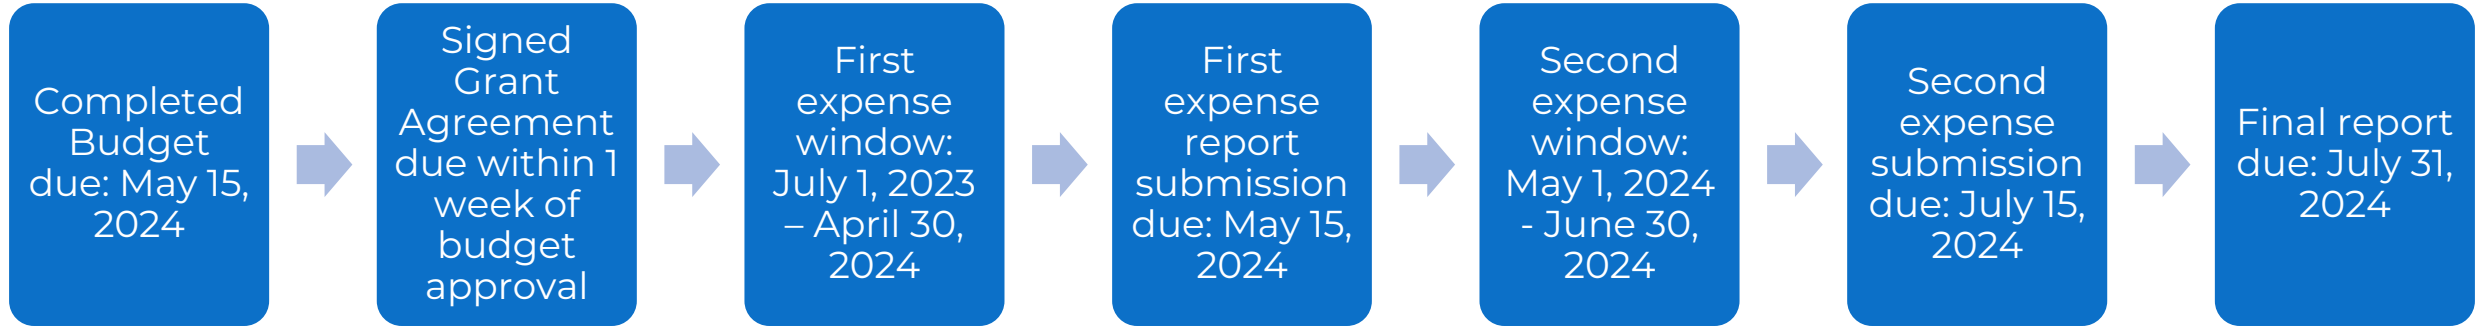 Completed
Budget
due: May 15,
2024
Signed
Grant
Agreement
due within 1
week of
budget
approval
First
expense
window:
July 1, 2023
– April 30,
2024
First
expense
report
submission
due: May 15,
2024
Second
expense
window:
May 1, 2024
- June 30,
2024
Second
expense
submission
due: July 15,
2024
Final report
due: July 31,
2024